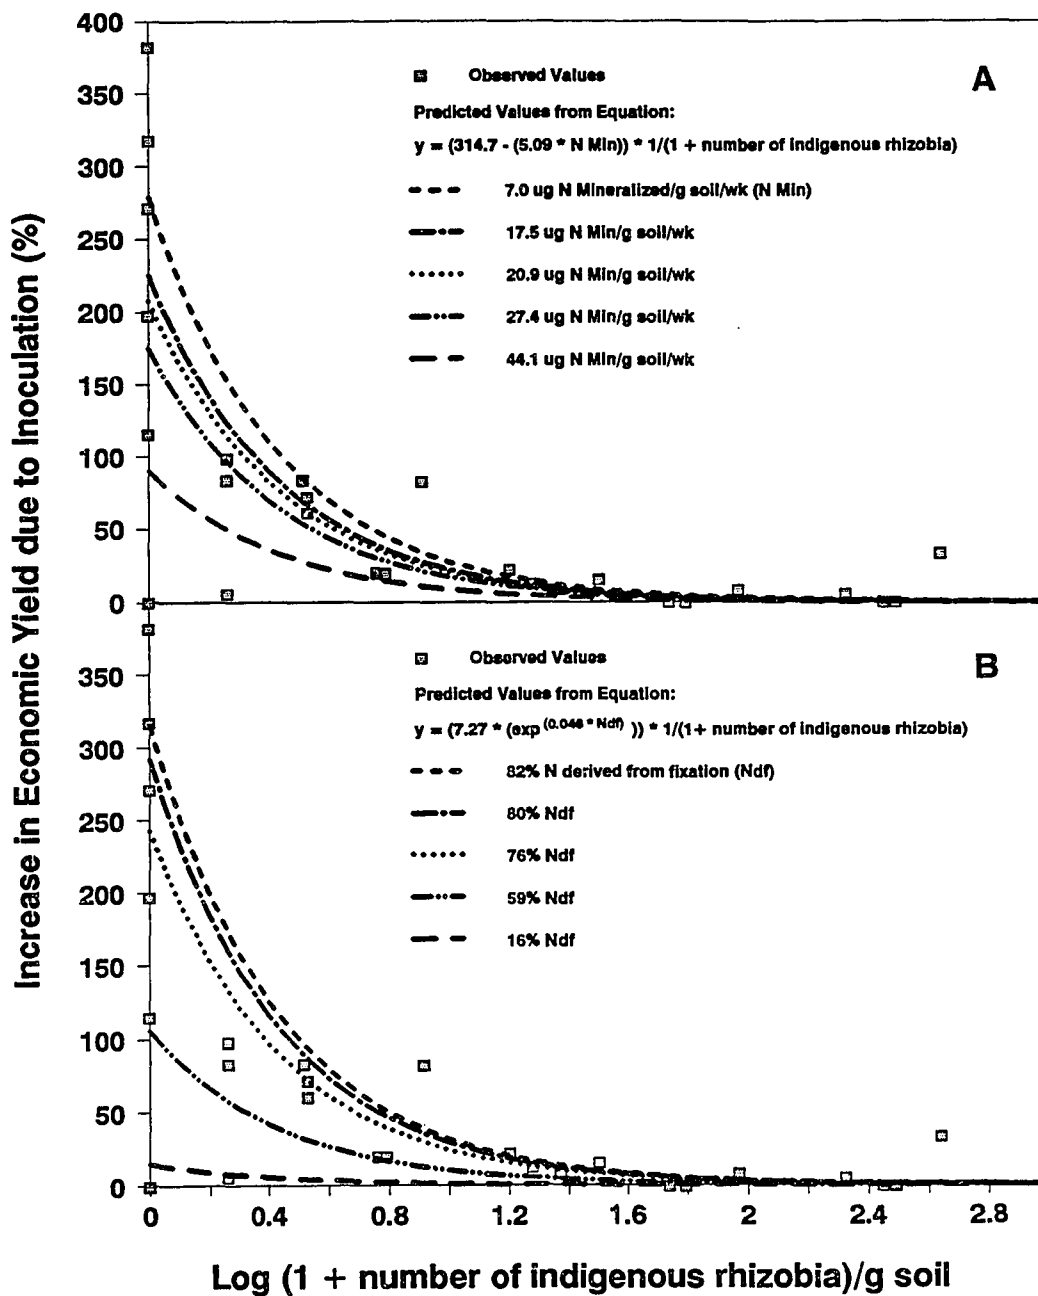 Increase in Economic Yield due to Inoculation (%)
400
350
300
250
200
150
100
50
0
A
Observed Values
Predicted Values from Equation:
y = (314.7 - (5.09 * N Min)) * 1/(1 + number of indigenous rhizobia)
7.0 ug N Mineralized/g soil/wk (N Min)
17.5 ug N Min/g soil/wk
20.9 ug N Min/g soil/wk
27.4 ug N Min/g soil/wk
44.1 ug N Min/g soil/wk
350
300
250
200
150
100
50
0
B
Observed Values
Predicted Values from Equation:
y = (7.27 * (exp (0.046 * Ndf) )) * 1/(1+ number of indigenous rhizobia)
82% N derived from fixation (Ndf)
80% Ndf
76% Ndf
59% Ndf
16% Ndf
0 0.4 0.8 1.2 1.6 2 2.4 2.8
Log (1 + number of indigenous rhizobia)/g soil